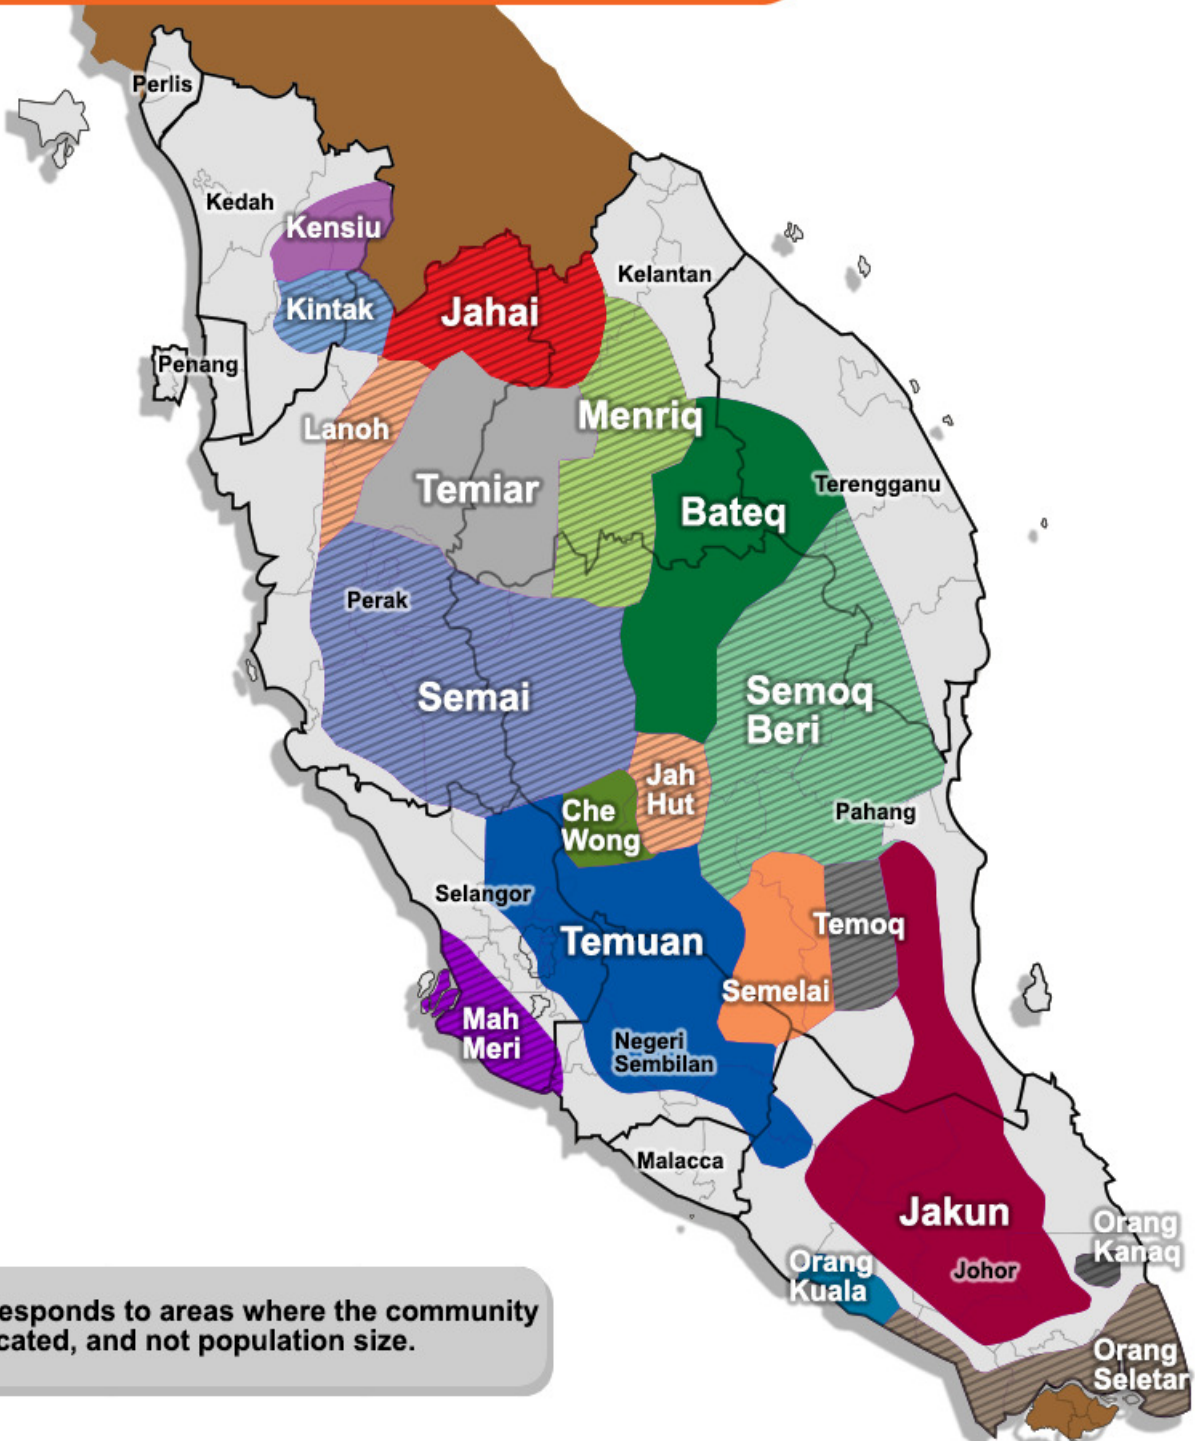 Perlis
Kedah
Kensiu
Kelantan
Kintak
Jahai
Penang
Menriq
Lanoh
Temiar
Terengganu
Bateq
Perak
Semai
Semoq
Beri
Jah
Hut
Che
Wong
Pahang
Selangor
Temuan
Temoq
Semelai
Mah
Meri
Negeri
Sembilan
Malacca
Jakun
Orang
Kanaq
Orang
Kuala
Johor
esponds to areas where the community
cated, and not population size.
Orang
Seletar